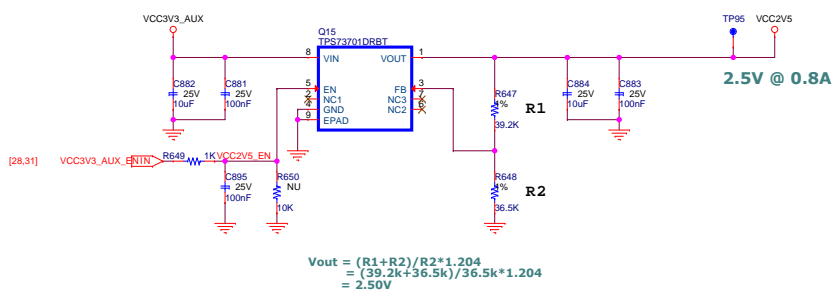 VCC3V3_AUX
Q15
TPS73701DRBT
TP95
VCC2V5
8
VIN
VOUT
1
C882
25V
10uF
C881
25V
100nF
5
EN
FB
3
2
NC1
NC3
7
4
GND
NC2
6
9
EPAD
R647
1%
39.2K
R1
C884
25V
10uF
C883
25V
100nF
2.5V @ 0.8A
[28,31]
VCC3V3_AUX_EN
IN
R649
1K
VCC2V5_EN
C895
25V
100nF
R650
NU
10K
R648
1%
36.5K
R2
Vout = (R1+R2)/R2*1.204
= (39.2k+36.5k)/36.5k*1.204
= 2.50V